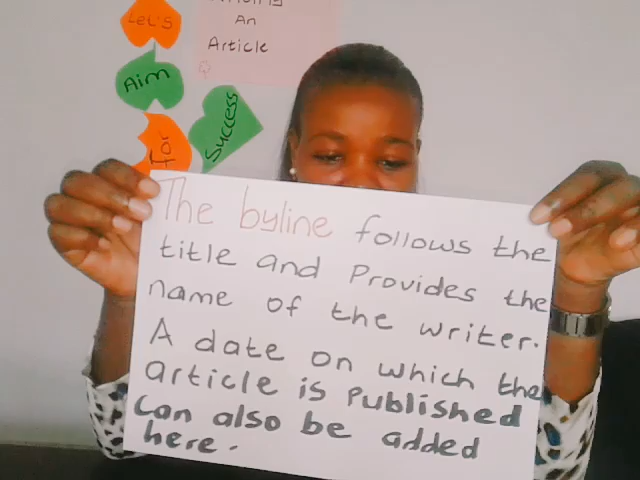 Let's
Aim
For
Success
An
Article
The byline follows the
title and Provides the
name of the writer.
A date on which the
article is published
can also be added
here.